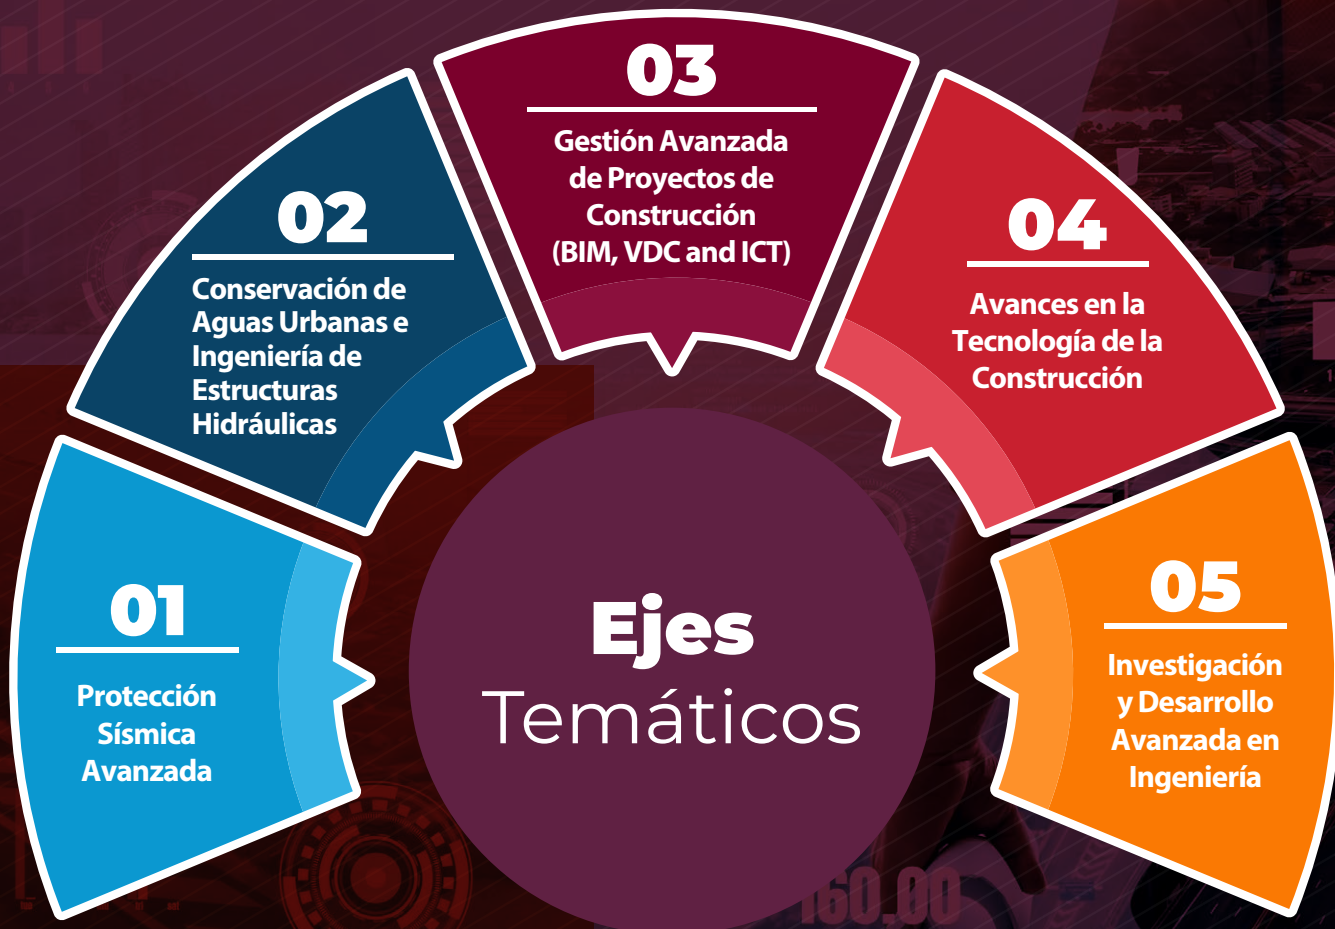 01
Protección
Sísmica
Avanzada
02
Conservación de
Aguas Urbanas e
Ingeniería de
Estructuras
Hidráulicas
03
Gestión Avanzada
de Proyectos de
Construcción
(BIM, VDC and ICT)
04
Avances en la
Tecnología de la
Construcción
05
Investigación
y Desarrollo
Avanzada en
Ingeniería
Ejes
Temáticos
160.00